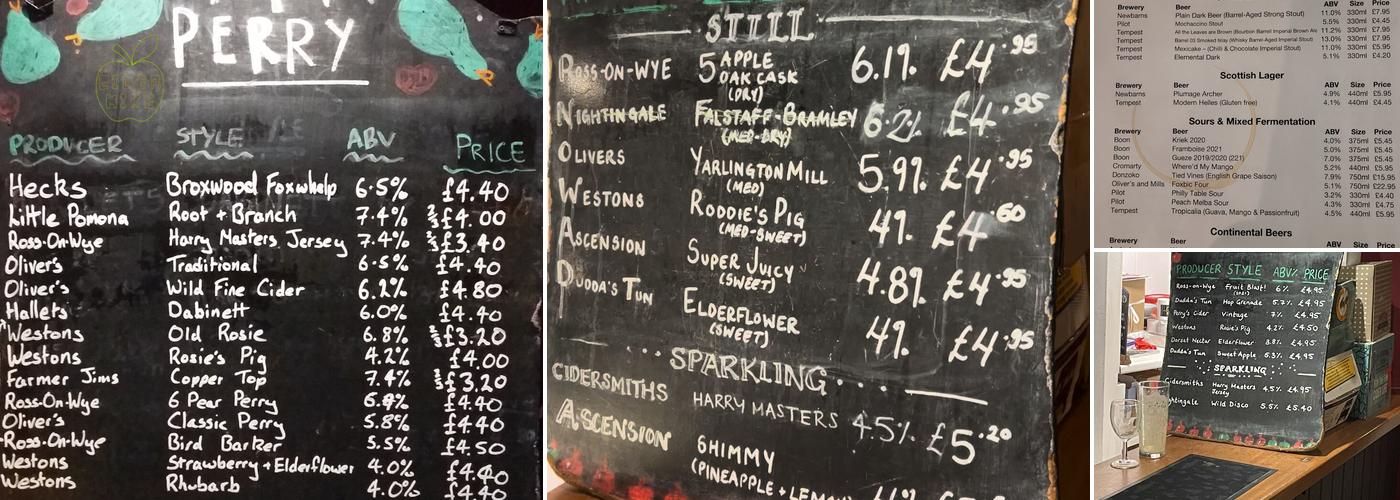 PERRY
PRODUCER STYLE ABV PRICE
Hecks Broxwood Foxwhelp 6.5% £4.40
Little Pomona Root + Branch 7.4% ⅔£4.00
Ross-On-Wye Harry Masters Jersey 7.4% ⅔£3.40
Oliver's Traditional 6.5% £4.40
Oliver's Wild Fine Cider 6.2% £4.80
Hallets Dabinett 6.0% £4.40
Westons Old Rosie 6.8% ⅔£3.20
Westons Rosie's Pig 4.2% £4.00
Farmer Jims Copper Top 7.4% ⅔£3.20
Ross-On-Wye 6 Pear Perry £4.40
Oliver's Classic Perry 5.8% £4.40
Ross-On-Wye Bird Barker 5.5% £4.50
Westons Strawberry + Elderflower 4.0% £4.40
Westons Rhubarb 4.0% £4.40
STILL
ROSS-ON-WYE 5 APPLE OAK CASK 6.1% £4.95
(DRY)
NIGHTINGALE FALSTAFF-BRAMLEY 6.2% £4.95
(MED-DRY)
OLIVERS YARLINGTON MILL 5.9% £4.95
(MED)
WESTONS RODDIE'S PIG 4% £4.60
(MED-SWEET)
ASCENSION SUPER JUICY 4.8% £4.95
(SWEET)
DUDDA'S TUN ELDERFLOWER 4% £4.95
(SWEET)
SPARKLING
CIDERSMITHS HARRY MASTERS 4.5% £5.20
ASCENSION SHIMMY
(PINEAPPLE + LEMON)
Brewery Beer ABV Size Price
Newbarns Plain Dark Beer (Barrel-Aged Strong Stout) 11.0% 330ml £7.95
Pilot Mochaccino Stout 5.5% 330ml £4.45
Tempest All the Leaves are Brown (Bourbon Barrel Imperial Brown Ale 11.2% 330ml £7.95
Tempest Barrel 03 Smoked Islay (Whisky Barrel-Aged Imperial Stout) 13.0% 330ml £7.95
Tempest Mexicake – (Chilli & Chocolate Imperial Stout) 11.0% 330ml £5.95
Tempest Elemental Dark 5.1% 330ml £4.20
Scottish Lager
Brewery Beer ABV Size Price
Newbarns Plumage Archer 4.9% 440ml £5.95
Tempest Modern Helles (Gluten free) 4.1% 440ml £4.45
Sours & Mixed Fermentation
Brewery Beer ABV Size Price
Boon Kriek 2020 4.0% 375ml £5.45
Boon Framboise 2021 5.0% 375ml £5.45
Boon Gueze 2019/2020 (221) 7.0% 375ml £5.45
Cromarty Where'd My Mango 5.2% 440ml £5.95
Donzoko Tied Vines (English Grape Saison) 7.9% 750ml £15.95
Oliver's and Mills Foxbic Four 5.1% 750ml £22.95
Pilot Philly Table Sour 3.2% 330ml £4.40
Pilot Peach Melba Sour 4.3% 330ml £4.75
Tempest Tropicalia (Guava, Mango & Passionfruit) 4.5% 440ml £5.95
Continental Beers
Beer ABV Size Price
PRODUCER STYLE ABV% PRICE
Ross-on-Wye Fruit Blast! 6% £4.95
Dudda's Tun Hop Grenade 5.7% £4.95
Perry's Cider Vintage 7% £4.95
Westons Rosie's Pig 4.2% £4.50
Dorset Nectar Elderflower 3.8% £4.95
Dudda's Tun Sweet Apple 5.3% £4.95
SPARKLING
Cidersmiths Harry Masters Jersey 4.5% £4.95
Wild Disco 5.5% £5.40